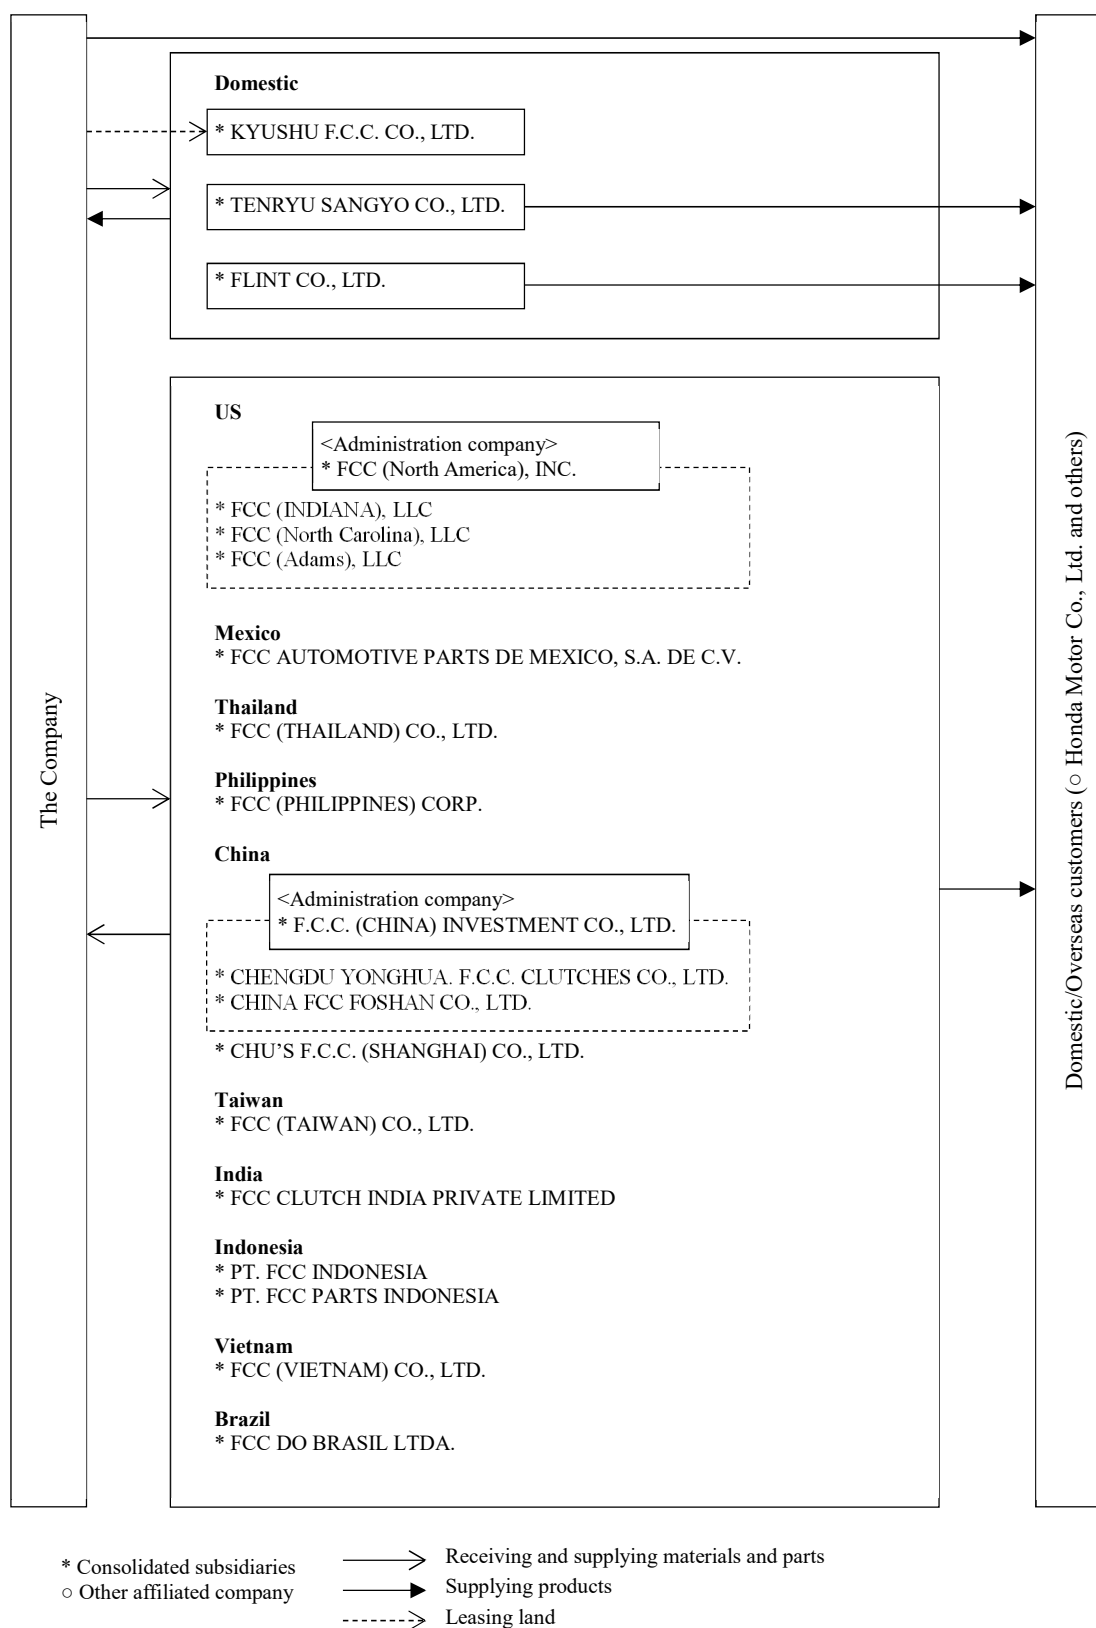 The Company
Domestic
* KYUSHU F.C.C. CO., LTD.
* TENRYU SANGYO CO., LTD.
* FLINT CO., LTD.
US
<Administration company>
* FCC (North America), INC.
* FCC (INDIANA), LLC
* FCC (North Carolina), LLC
* FCC (Adams), LLC
Mexico
* FCC AUTOMOTIVE PARTS DE MEXICO, S.A. DE C.V.
Thailand
* FCC (THAILAND) CO., LTD.
Philippines
* FCC (PHILIPPINES) CORP.
China
<Administration company>
* F.C.C. (CHINA) INVESTMENT CO., LTD.
* CHENGDU YONGHUA. F.C.C. CLUTCHES CO., LTD.
* CHINA FCC FOSHAN CO., LTD.
* CHU'S F.C.C. (SHANGHAI) CO., LTD.
Taiwan
* FCC (TAIWAN) CO., LTD.
India
* FCC CLUTCH INDIA PRIVATE LIMITED
Indonesia
* PT. FCC INDONESIA
* PT. FCC PARTS INDONESIA
Vietnam
* FCC (VIETNAM) CO., LTD.
Brazil
* FCC DO BRASIL LTDA.
Domestic/Overseas customers (○ Honda Motor Co., Ltd. and others)
* Consolidated subsidiaries
○ Other affiliated company
Receiving and supplying materials and parts
Supplying products
Leasing land